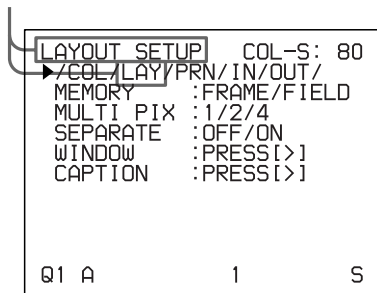 LAYOUT SETUP COL-S: 80
/COL/LAY/PRN/IN/OUT/
MEMORY :FRAME/FIELD
MULTI PIX :1/2/4
SEPARATE :OFF/ON
WINDOW :PRESS[>]
CAPTION :PRESS[>]
Q1 A 1 S